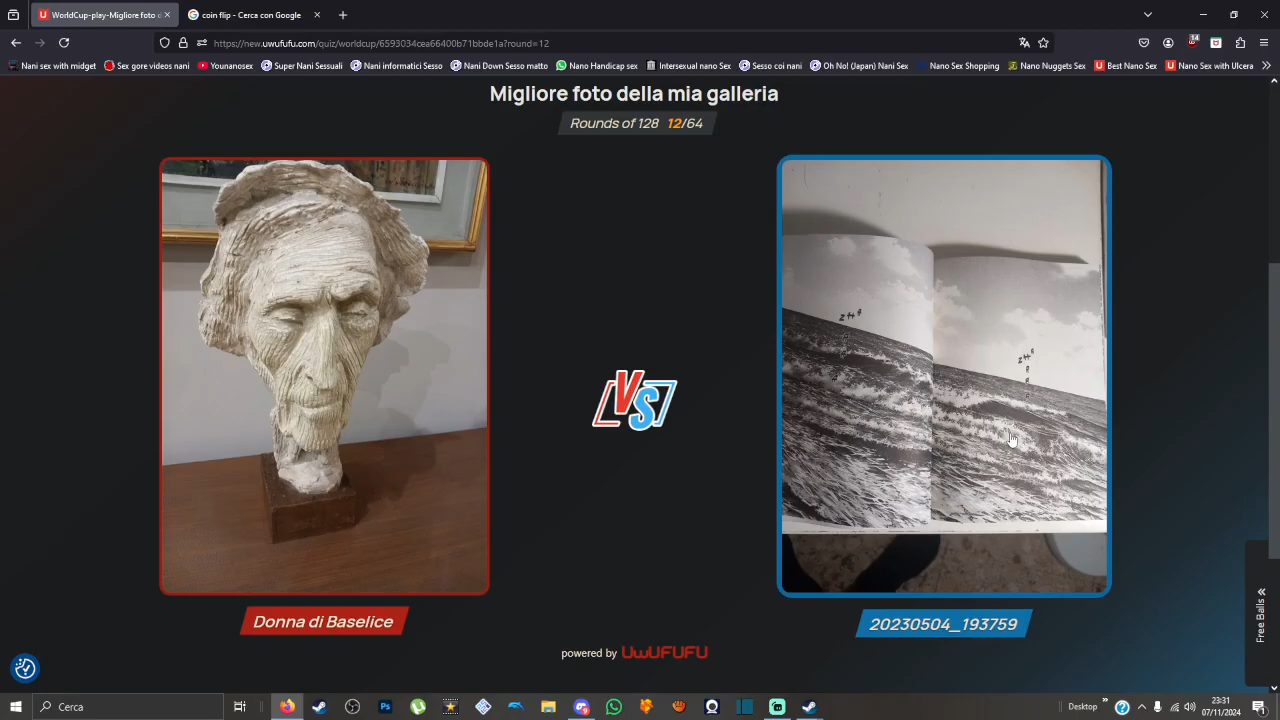 WorldCup-play-Migliore foto d
coin flip - Cerca con Google
https://new.uwufufu.com/quiz/worldcup/6593034cea66400b71bbde1a?round=12
14
Nani sex with midget
Sex gore videos nani
Younanosex
Super Nani Sessuali
Nani informatici Sesso
Nani Down Sesso matto
Nano Handicap sex
Intersexual nano Sex
Sesso coi nani
Oh No! (Japan) Nani Sex
Nano Sex Shopping
Nano Nuggets Sex
Best Nano Sex
Nano Sex with Ulcera
Migliore foto della mia galleria
Rounds of 128 12/64
VS
Donna di Baselice
20230504_193759
powered by UwUFUFU
Free Balls
Cerca
Desktop
23:31
07/11/2024